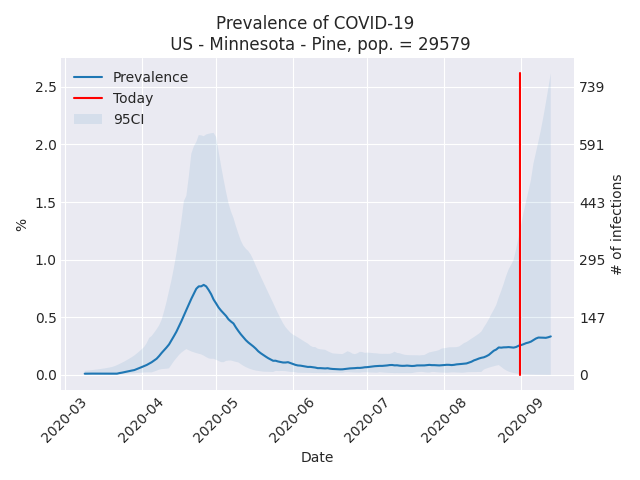 Prevalence of COVID-19
US - Minnesota - Pine, pop. = 29579
Prevalence
Today
95CI
2.5
2.0
1.5
1.0
0.5
0.0
%
739
591
443
295
147
0
# of infections
2020-03
2020-04
2020-05
2020-06
2020-07
2020-08
2020-09
Date